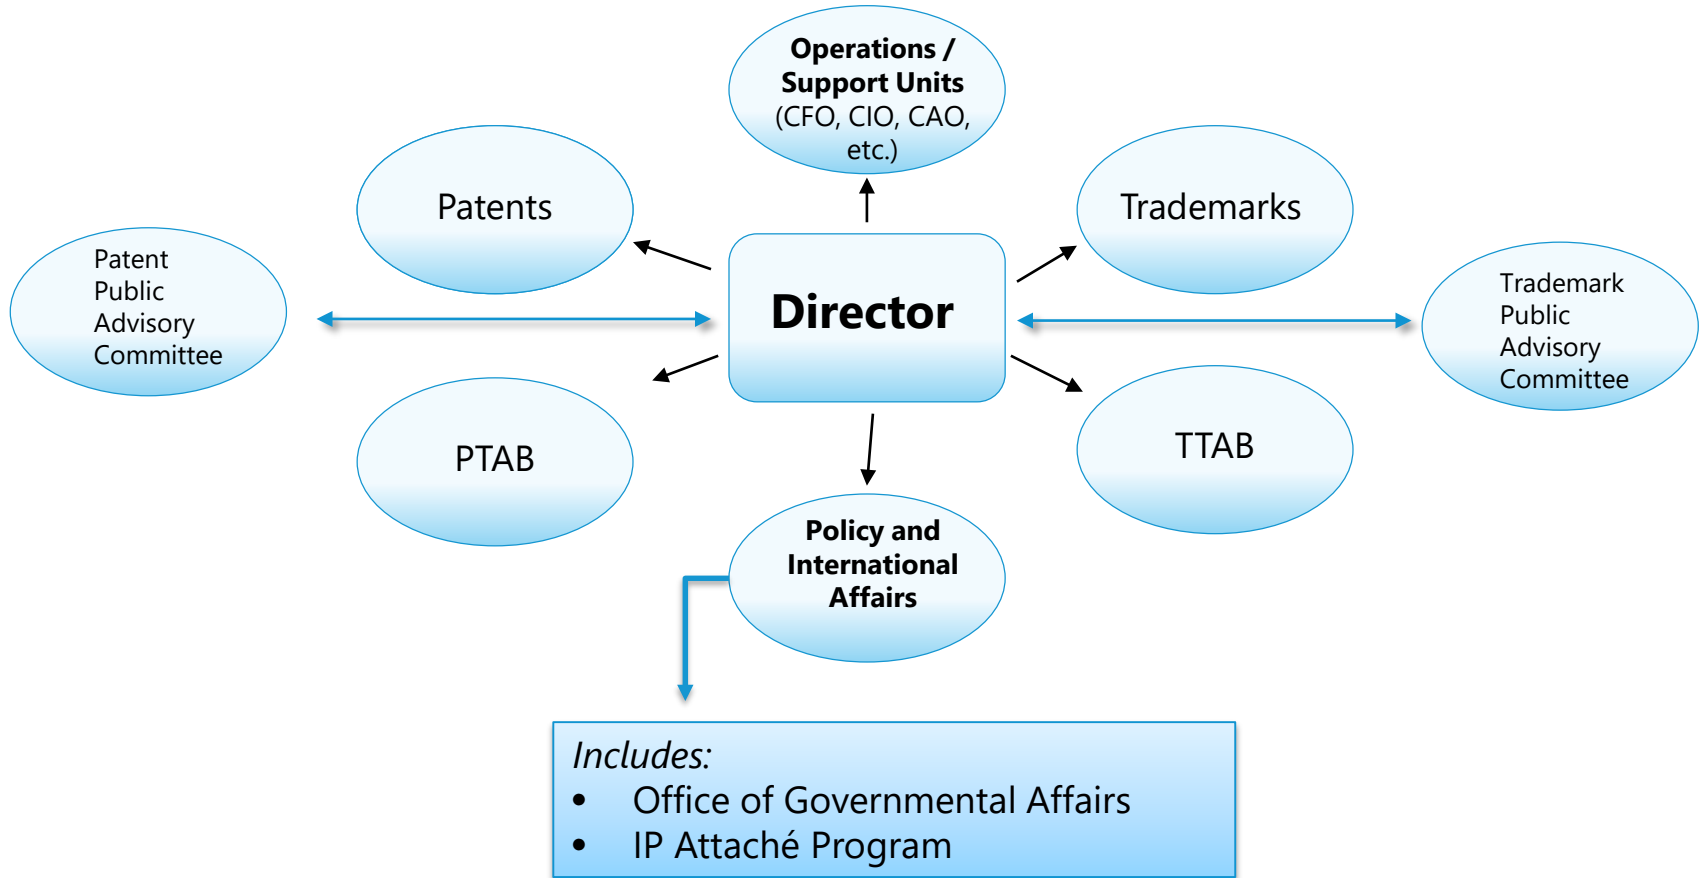 Operations /
Support Units
(CFO, CIO, CAO,
etc.)
Patents
Trademarks
Patent
Public
Advisory
Committee
Director
Trademark
Public
Advisory
Committee
PTAB
TTAB
Policy and
International
Affairs
Includes:
• Office of Governmental Affairs
• IP Attaché Program